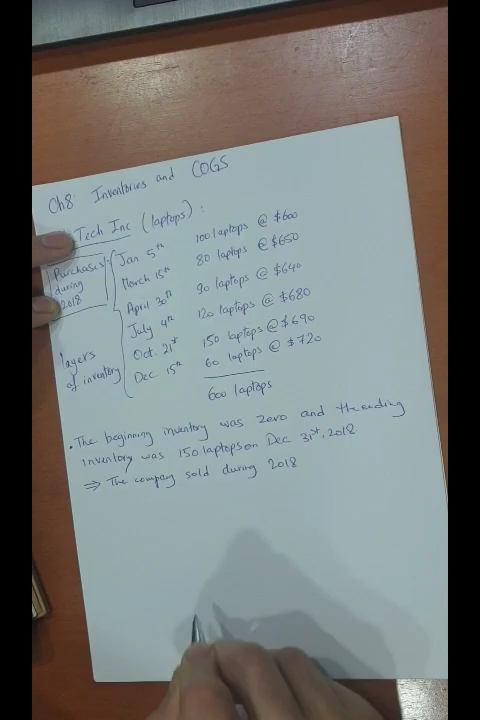 Ch8: Inventories and COGS
Tech Inc (laptops):
Purchases during 2018
Jan 5th 100 laptops @ $600
March 15th 80 laptops @ $650
April 30th 90 laptops @ $640
July 4th 120 laptops @ $680
Oct. 21st 150 laptops @ $690
Dec 15th 60 laptops @ $720
layers of inventory
600 laptops
• The beginning inventory was zero and the ending
inventory was 150 laptops on Dec 31st, 2018
⇒ The company sold during 2018